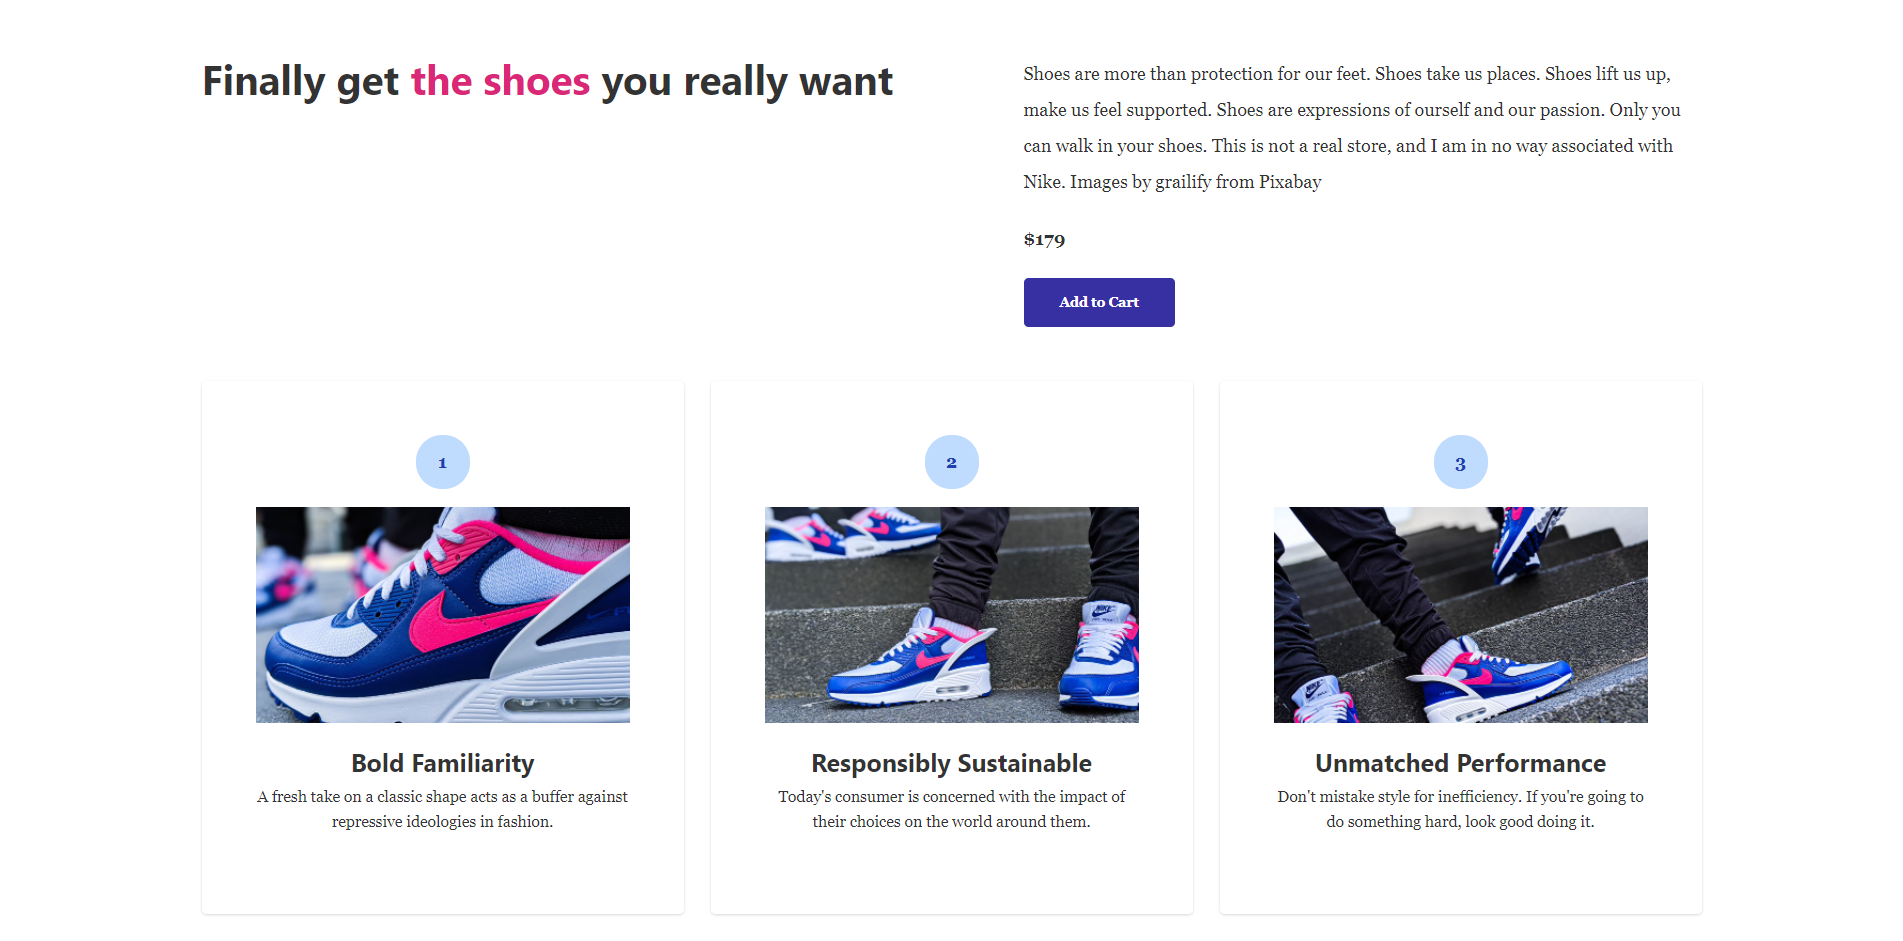 Finally get the shoes you really want
Shoes are more than protection for our feet. Shoes take us places. Shoes lift us up,
make us feel supported. Shoes are expressions of ourself and our passion. Only you
can walk in your shoes. This is not a real store, and I am in no way associated with
Nike. Images by grailify from Pixabay
$179
Add to Cart
1
2
3
NIKE
Bold Familiarity
A fresh take on a classic shape acts as a buffer against
repressive ideologies in fashion.
Responsibly Sustainable
Today's consumer is concerned with the impact of
their choices on the world around them.
Unmatched Performance
Don't mistake style for inefficiency. If you're going to
do something hard, look good doing it.